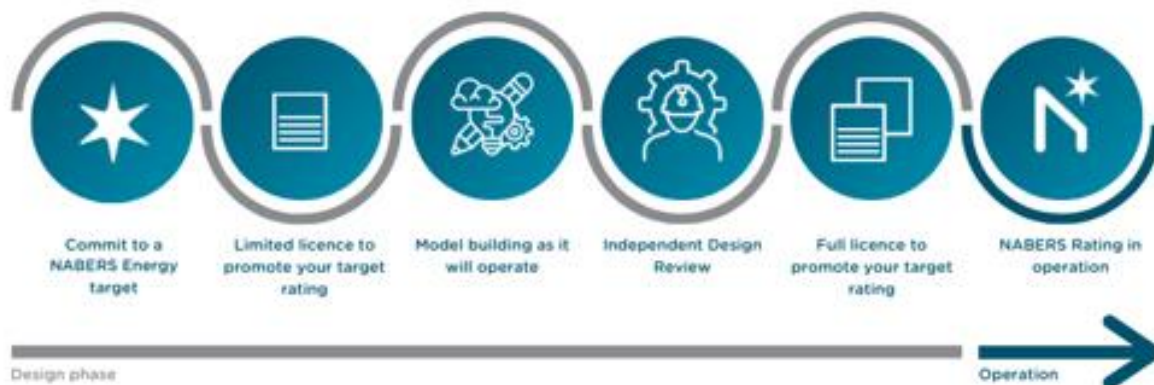 Commit to a
NABERS Energy
target
Limited licence to
promote your target
rating
Model building as it
will operate
Independent Design
Review
Full licence to
promote your target
rating
NABERS Rating in
operation
Design phase
Operation